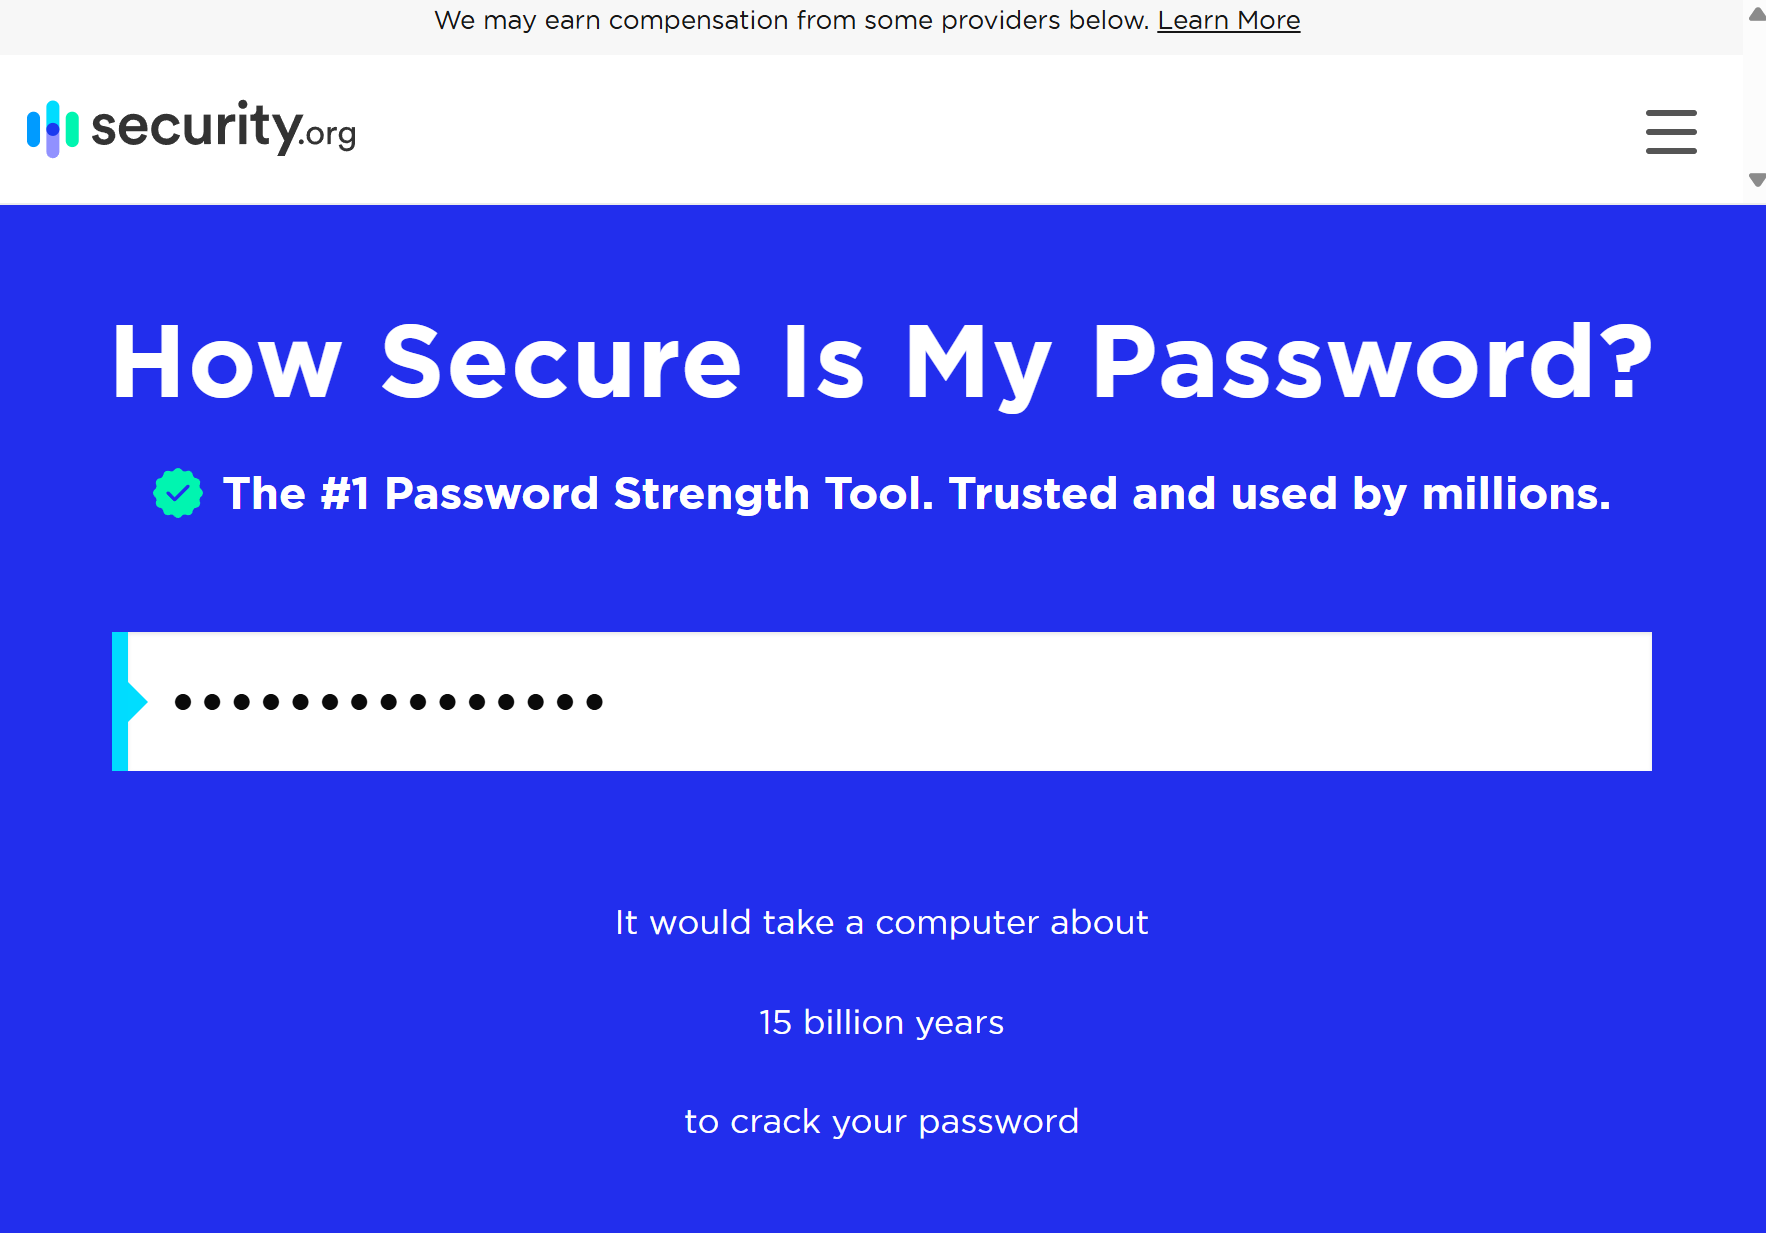 We may earn compensation from some providers below. Learn More
security.org
How Secure Is My Password?
The #1 Password Strength Tool. Trusted and used by millions.
•••••••••••••••
It would take a computer about
15 billion years
to crack your password